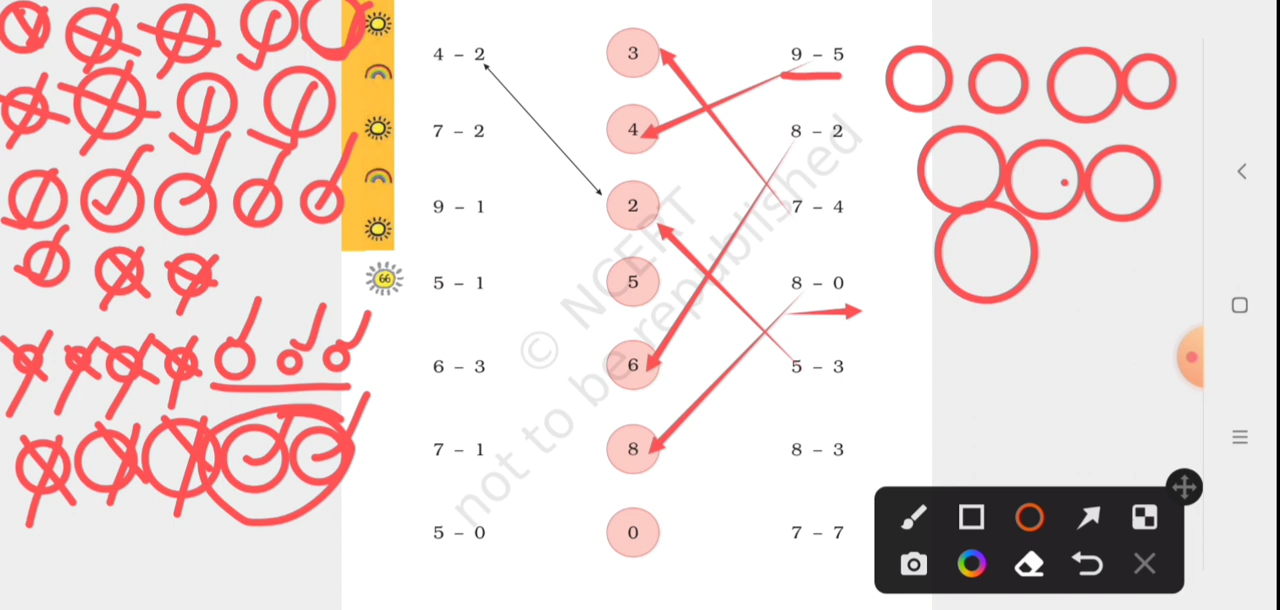 4 – 2 3 9 – 5
7 – 2 4 8 – 2
9 – 1 2 7 – 4
66
5 – 1 5 8 – 0
6 – 3 6 5 – 3
7 – 1 8 8 – 3
5 – 0 0 7 – 7
© NCERT
not to be republished